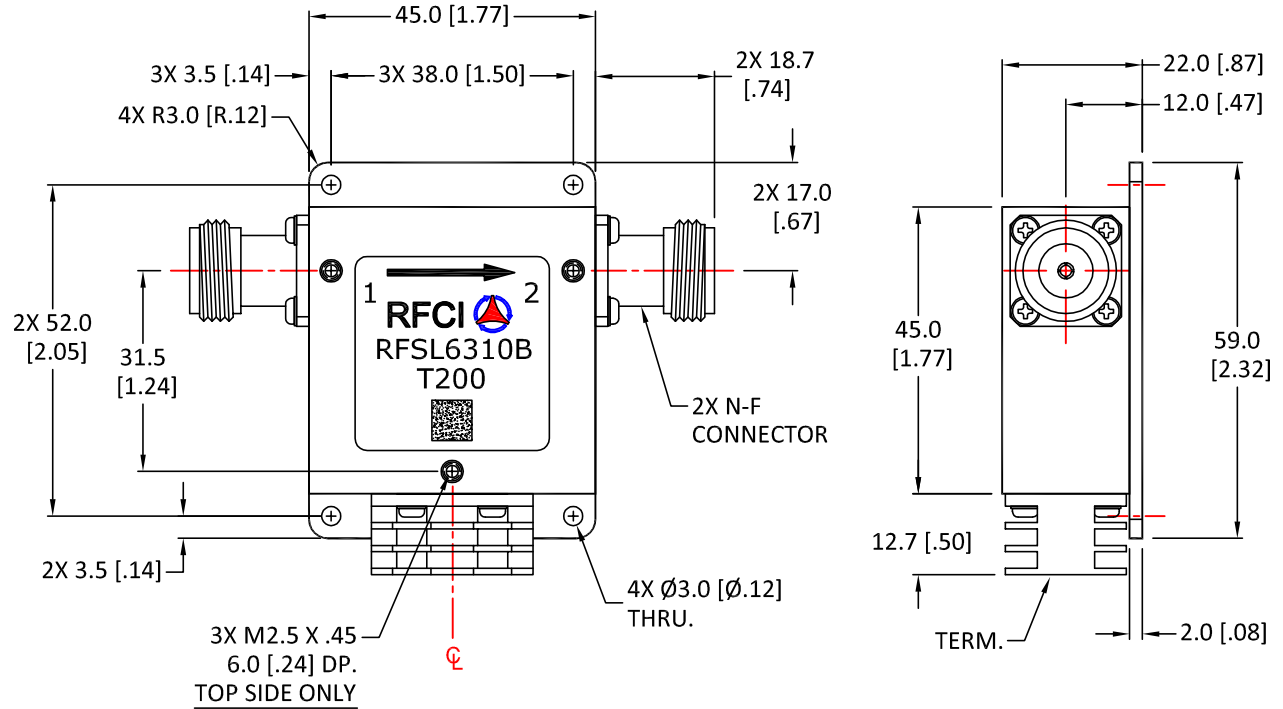 45.0 [1.77]
3X 3.5 [.14]
3X 38.0 [1.50]
2X 18.7
[.74]
4X R3.0 [R.12]
22.0 [.87]
12.0 [.47]
2X 17.0
[.67]
1
2
RFCI
RFSL6310B
T200
2X 52.0
[2.05]
31.5
[1.24]
2X N-F
CONNECTOR
45.0
[1.77]
59.0
[2.32]
2X 3.5 [.14]
12.7 [.50]
4X Ø3.0 [Ø.12]
THRU.
3X M2.5 X .45
6.0 [.24] DP.
TOP SIDE ONLY
℄
TERM.
2.0 [.08]